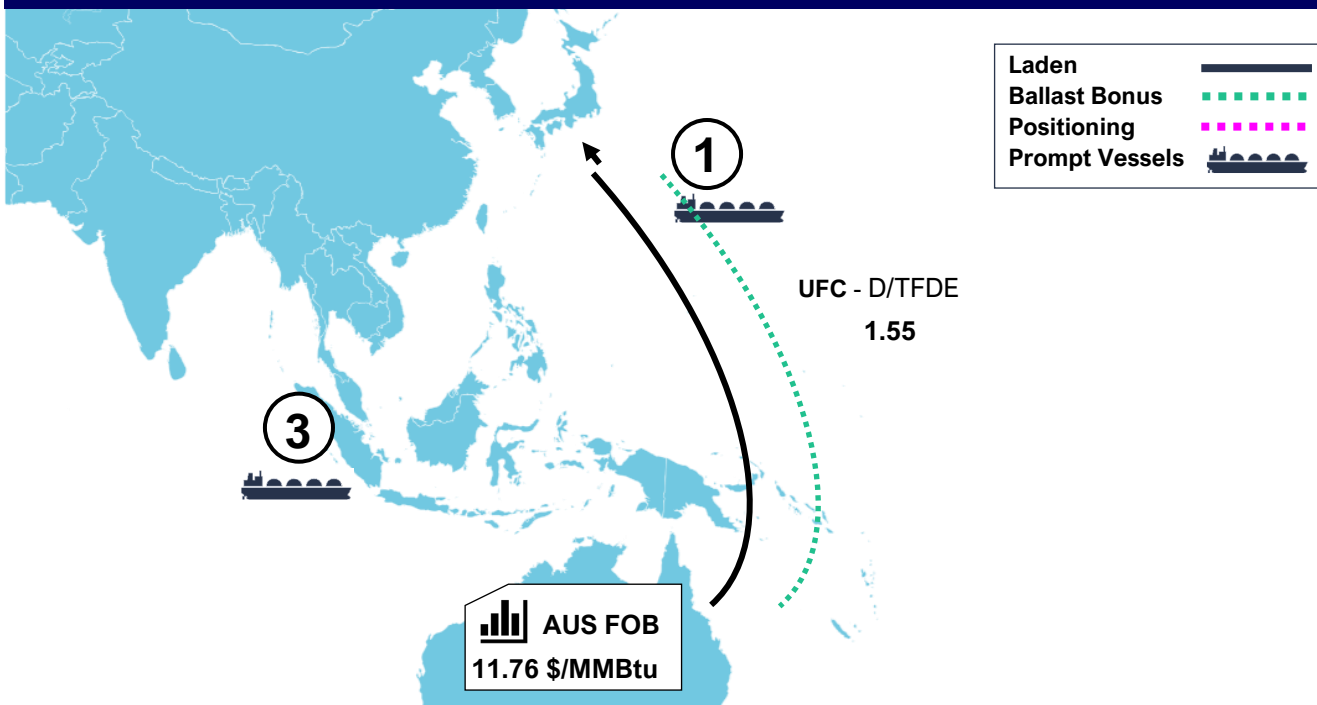 Laden
Ballast Bonus
Positioning
Prompt Vessels
1
UFC - D/TFDE
1.55
3
AUS FOB
11.76 $/MMBtu